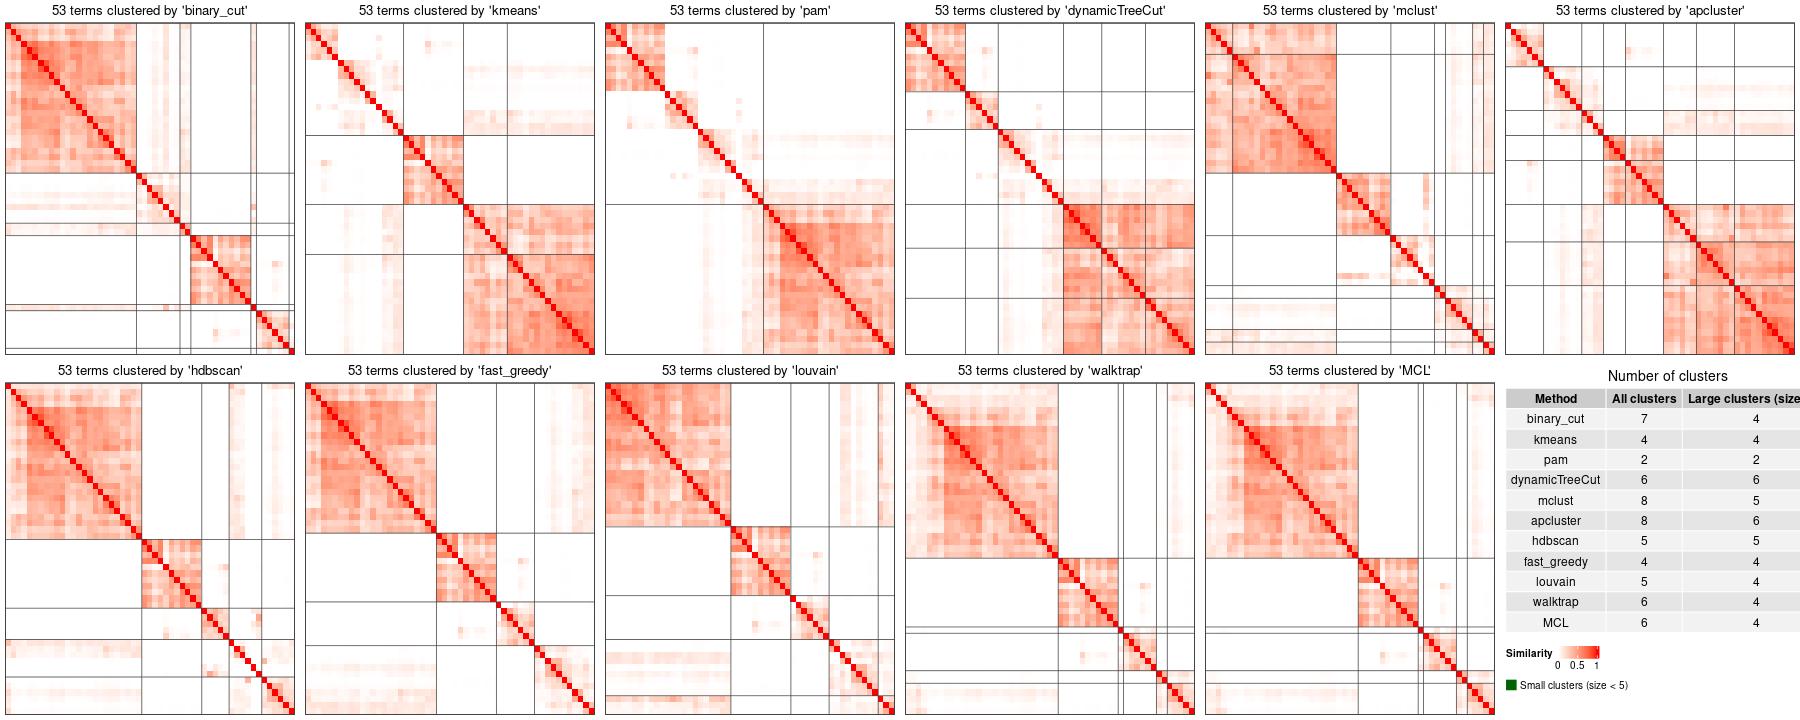 53 terms clustered by 'binary_cut'
53 terms clustered by 'kmeans'
53 terms clustered by 'pam'
53 terms clustered by 'dynamicTreeCut'
53 terms clustered by 'mclust'
53 terms clustered by 'apcluster'
53 terms clustered by 'hdbscan'
53 terms clustered by 'fast_greedy'
53 terms clustered by 'louvain'
53 terms clustered by 'walktrap'
53 terms clustered by 'MCL'
Number of clusters
Method All clusters Large clusters (size
binary_cut 7 4
kmeans 4 4
pam 2 2
dynamicTreeCut 6 6
mclust 8 5
apcluster 8 6
hdbscan 5 5
fast_greedy 4 4
louvain 5 4
walktrap 6 4
MCL 6 4
Similarity
0 0.5 1
Small clusters (size < 5)